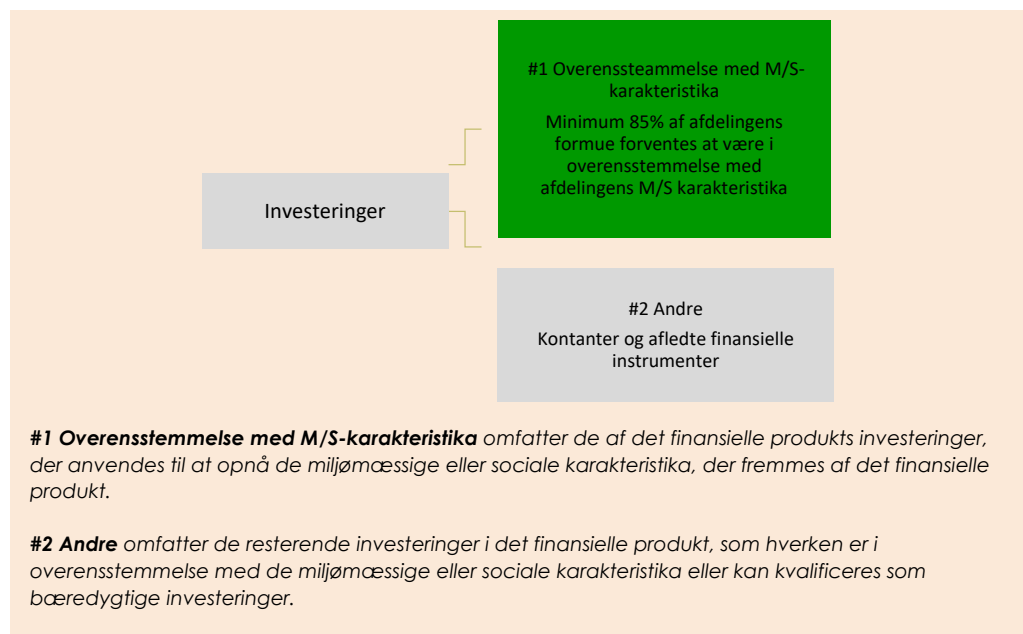 #1 Overenssteammelse med M/S-
karakteristika
Minimum 85% af afdelingens
formue forventes at være i
overensstemmelse med
afdelingens M/S karakteristika
Investeringer
#2 Andre
Kontanter og afledte finansielle
instrumenter
#1 Overensstemmelse med M/S-karakteristika omfatter de af det finansielle produkts investeringer,
der anvendes til at opnå de miljømæssige eller sociale karakteristika, der fremmes af det finansielle
produkt.
#2 Andre omfatter de resterende investeringer i det finansielle produkt, som hverken er i
overensstemmelse med de miljømæssige eller sociale karakteristika eller kan kvalificeres som
bæredygtige investeringer.